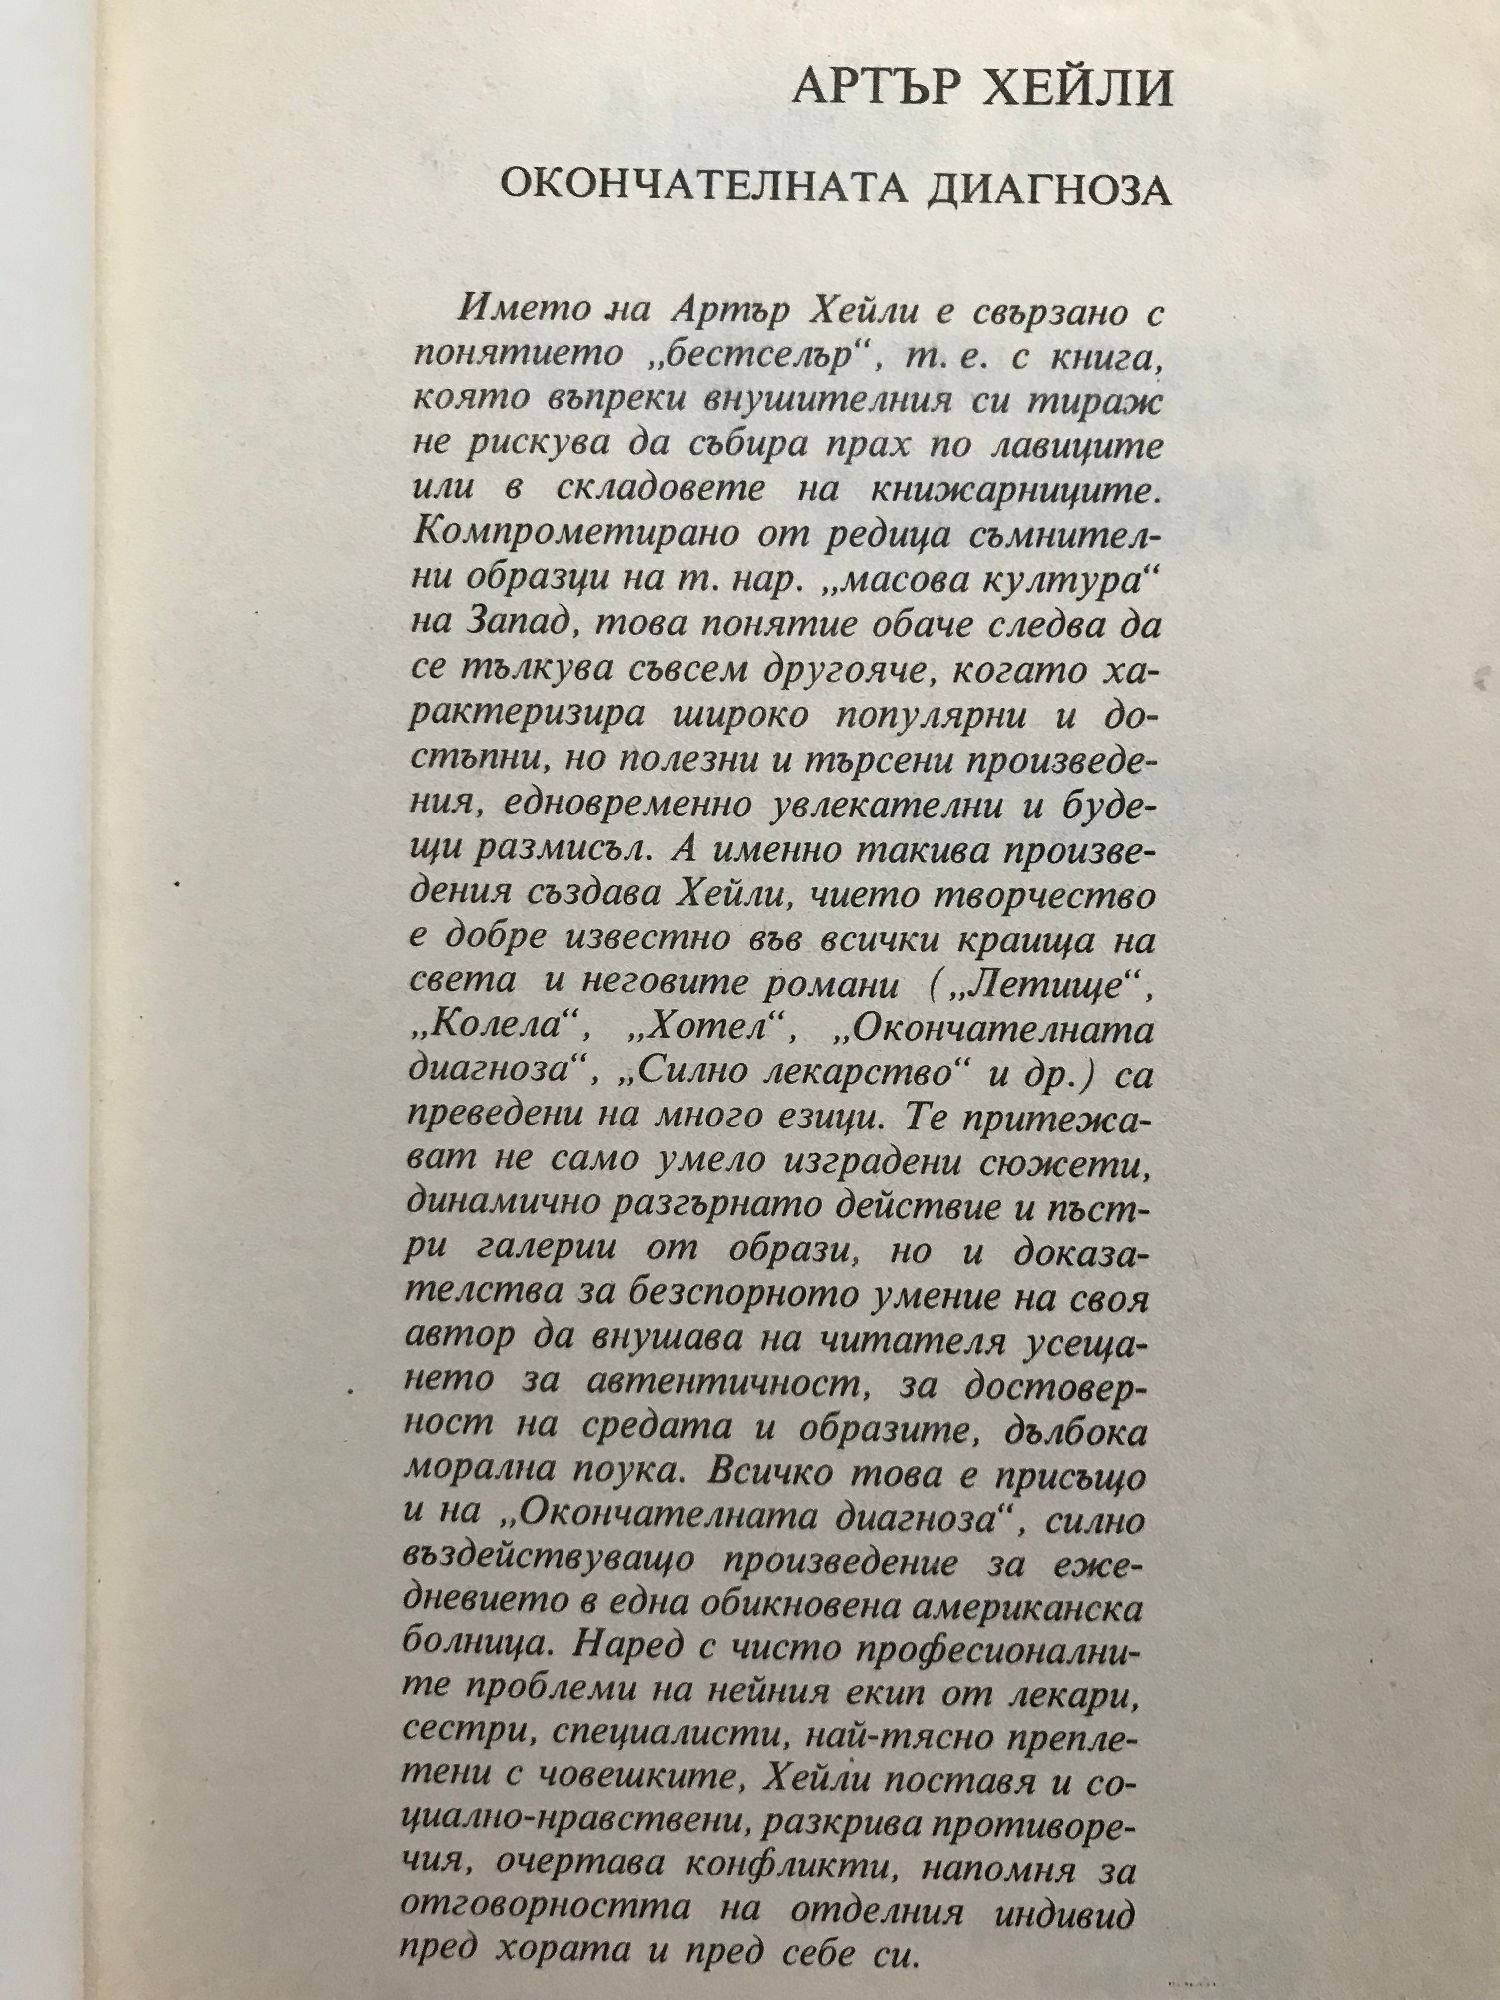 АРТЪР ХЕЙЛИ
ОКОНЧАТЕЛНАТА ДИАГНОЗА
Името на Артър Хейли е свързано с
понятието „бестселър“, т. е. с книга,
която въпреки внушителния си тираж
не рискува да събира прах по лавиците
или в складовете на книжарниците.
Компрометирано от редица съмнител-
ни образци на т. нар. „масова култура“
на Запад, това понятие обаче следва да
се тълкува съвсем другояче, когато ха-
рактеризира широко популярни и до-
стъпни, но полезни и търсени произведе-
ния, едновременно увлекателни и буде-
щи размисъл. А именно такива произве-
дения създава Хейли, чието творчество
е добре известно във всички краища на
света и неговите романи („Летище“,
„Колела“, „Хотел“, „Окончателната
диагноза“, „Силно лекарство“ и др.) са
преведени на много езици. Те притежа-
ват не само умело изградени сюжети,
динамично разгърнато действие и пъст-
ри галерии от образи, но и доказа-
телства за безспорното умение на своя
автор да внушава на читателя усеща-
нето за автентичност, за достовер-
ност на средата и образите, дълбока
морална поука. Всичко това е присъщо
и на „Окончателната диагноза“, силно
въздействуващо произведение за еже-
дневието в една обикновена американска
болница. Наред с чисто професионални-
те проблеми на нейния екип от лекари,
сестри, специалисти, най-тясно препле-
тени с човешките, Хейли поставя и со-
циално-нравствени, разкрива противоре-
чия, очертава конфликти, напомня за
отговорността на отделния индивид
пред хората и пред себе си.